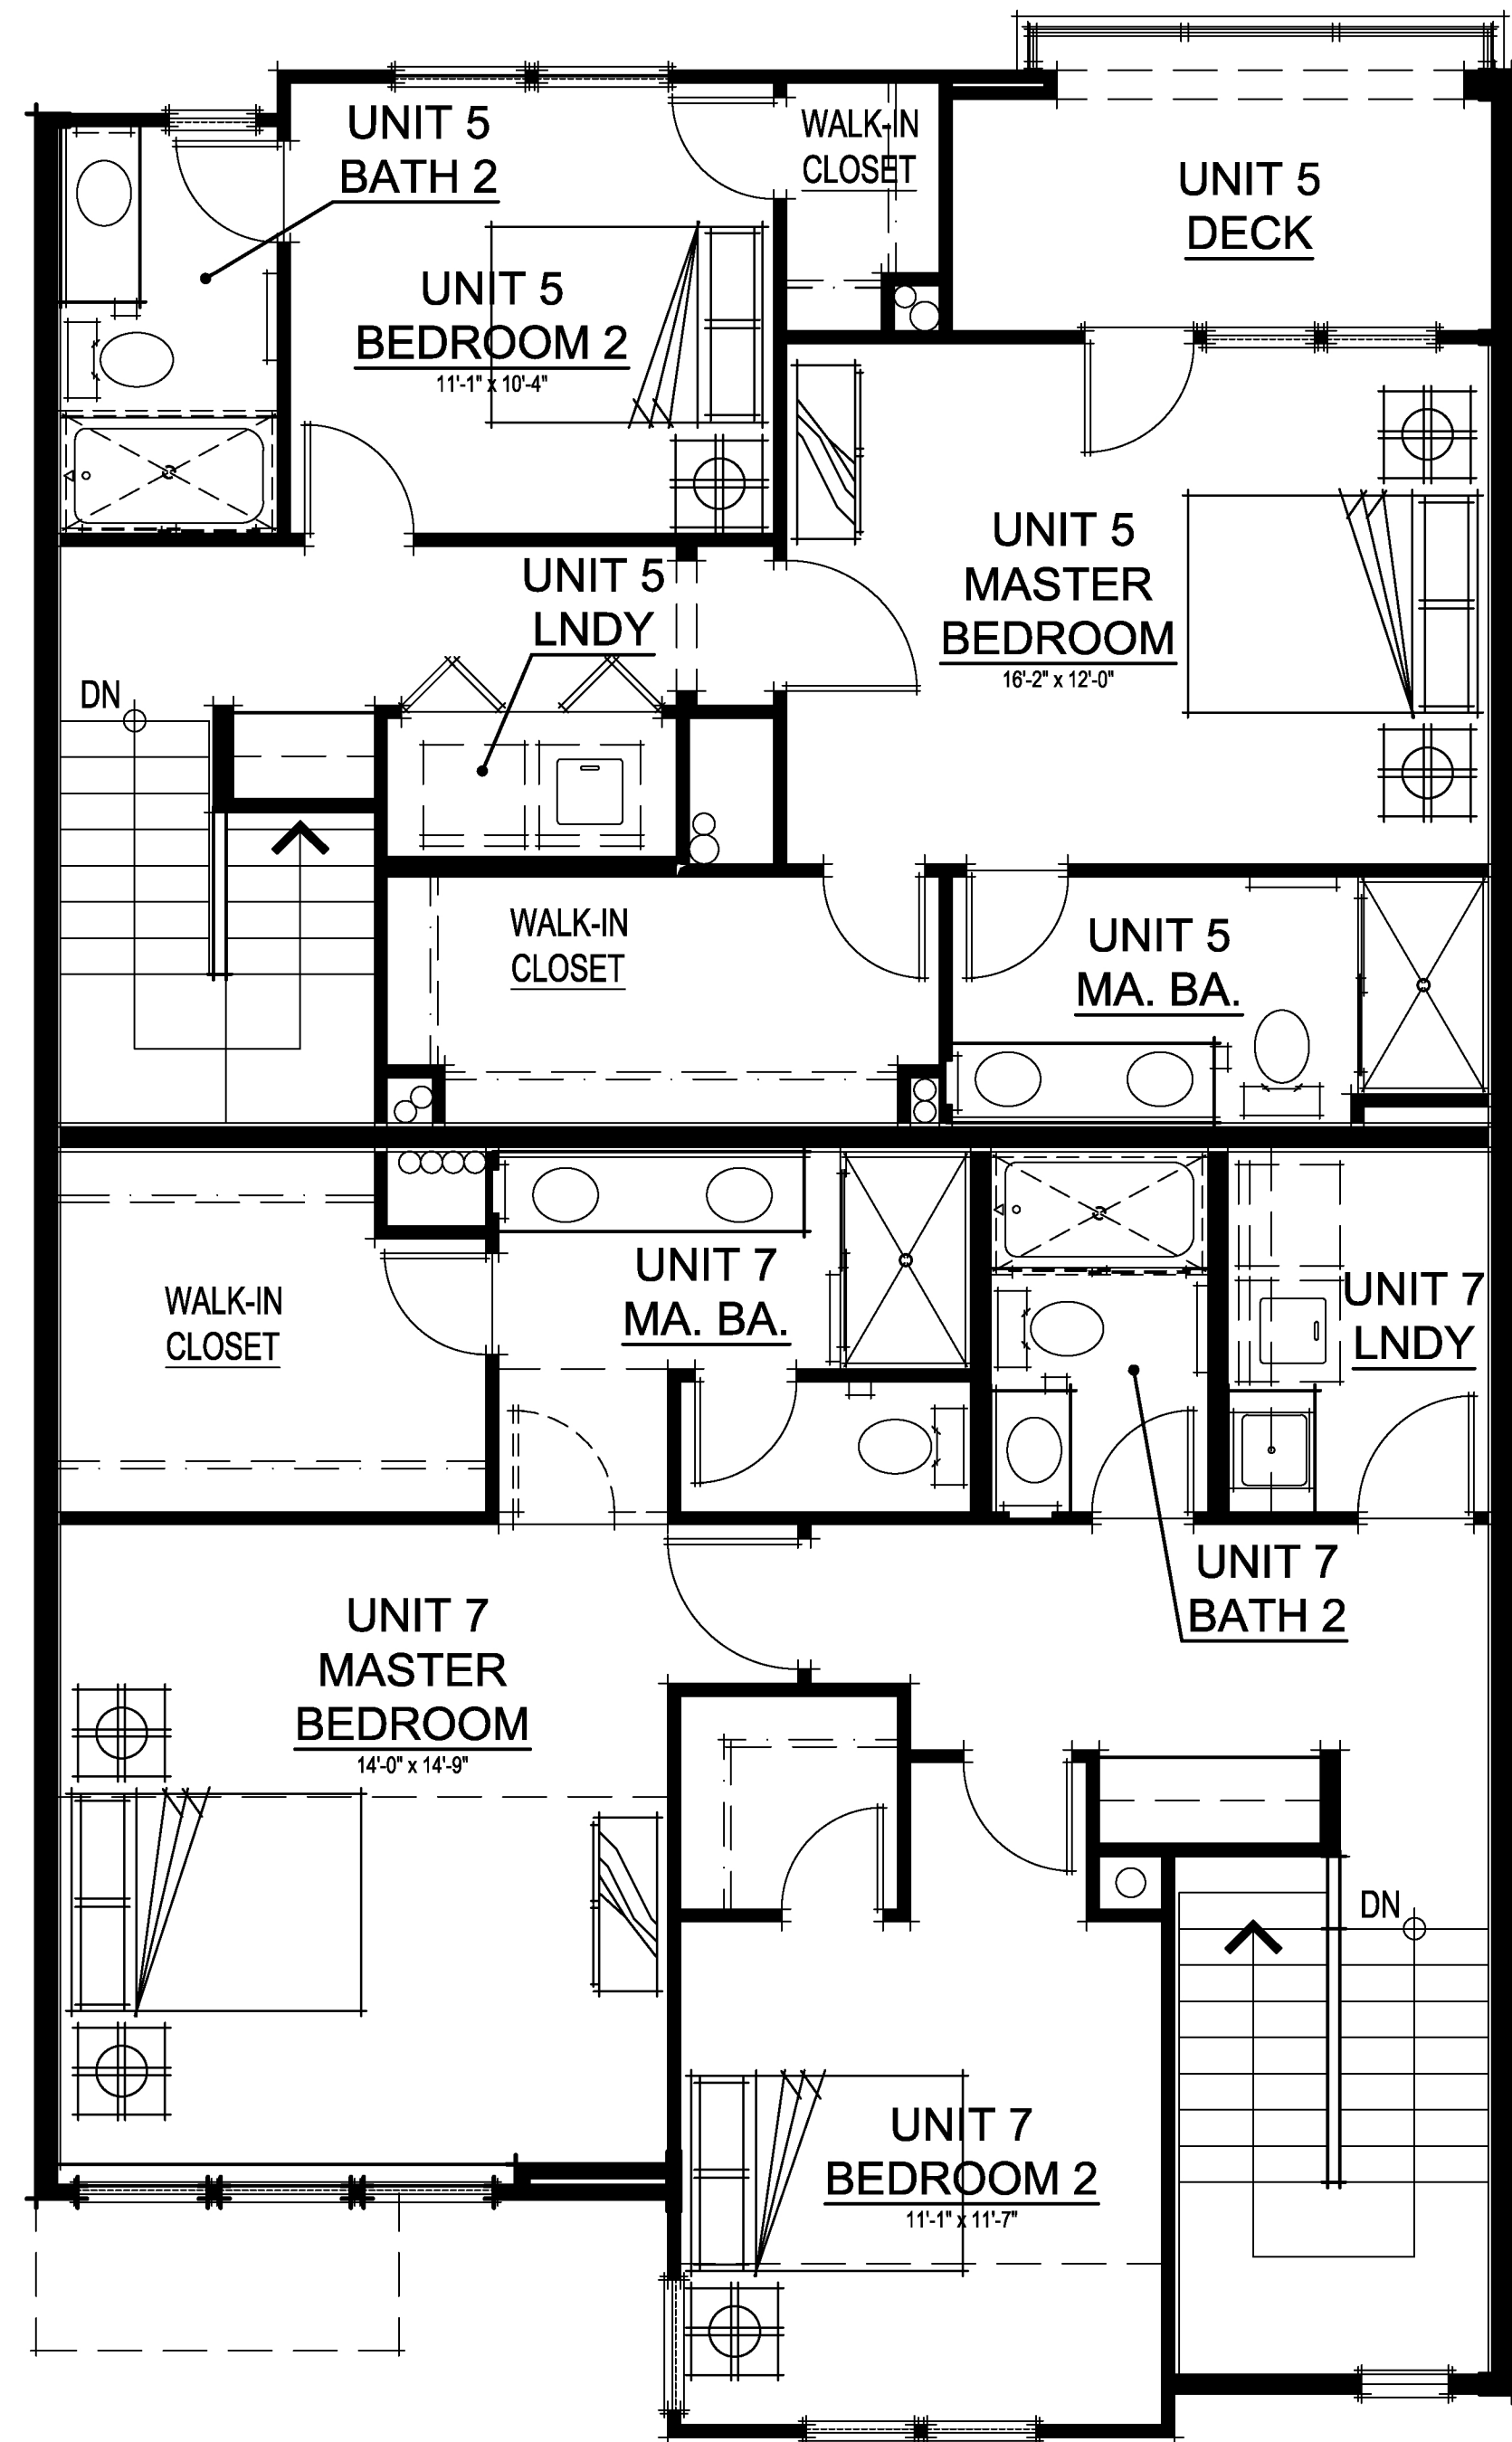 UNIT 5
BATH 2
WALK-IN
CLOSET
UNIT 5
DECK
UNIT 5
BEDROOM 2
11'-1" x 10'-4"
UNIT 5
MASTER
BEDROOM
16'-2" x 12'-0"
UNIT 5
LNDY
DN
WALK-IN
CLOSET
UNIT 5
MA. BA.
UNIT 7
MA. BA.
WALK-IN
CLOSET
UNIT 7
LNDY
UNIT 7
BATH 2
UNIT 7
MASTER
BEDROOM
14'-0" x 14'-9"
DN
UNIT 7
BEDROOM 2
11'-1" x 11'-7"